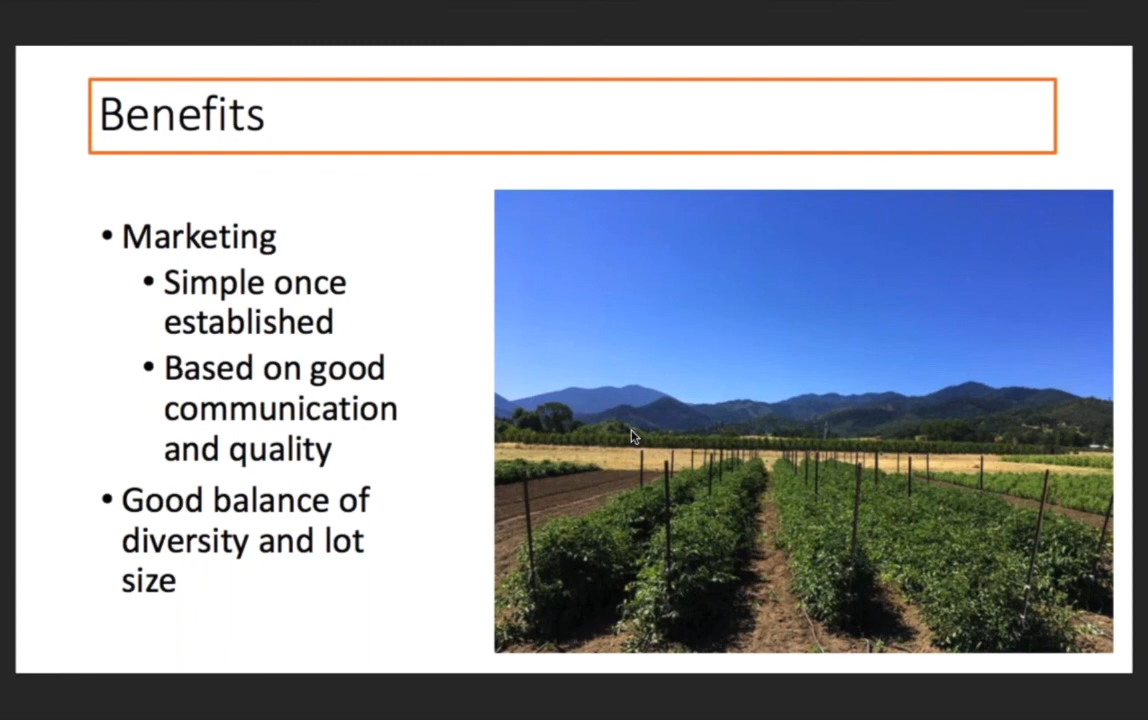 Benefits
• Marketing
• Simple once
established
• Based on good
communication
and quality
• Good balance of
diversity and lot
size